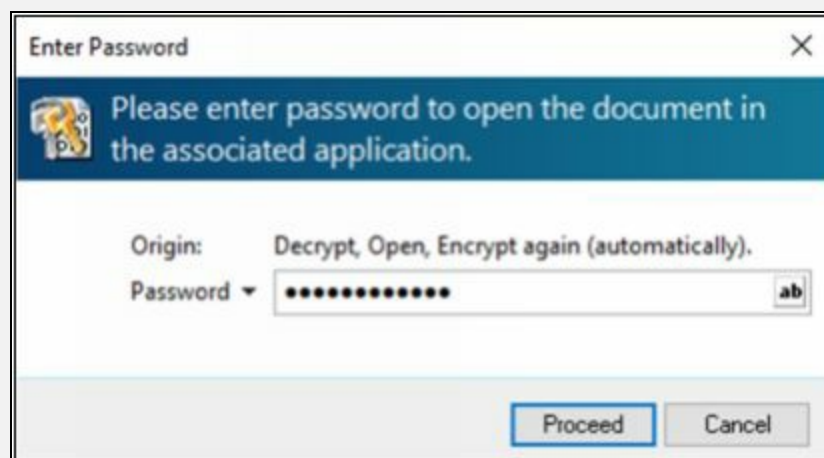 Enter Password
Please enter password to open the document in
the associated application.
Origin: Decrypt, Open, Encrypt again (automatically).
Password ••••••••••••  ab
Proceed Cancel